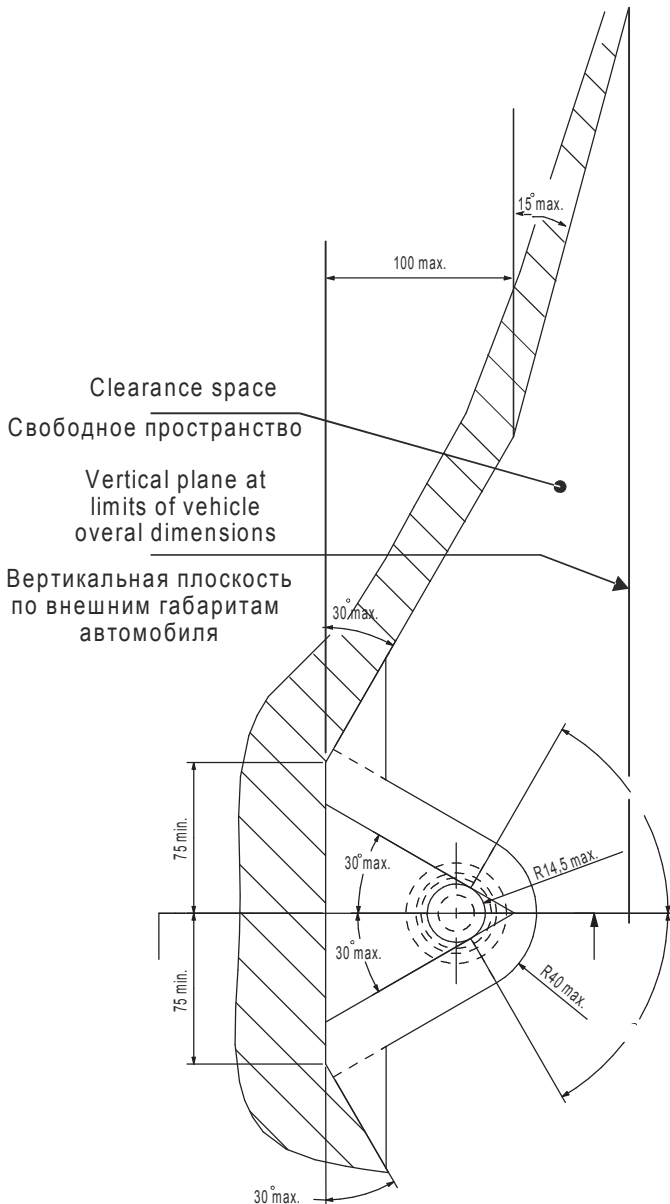 15° max.
100 max.
Clearance space
Свободное пространство
Vertical plane at
limits of vehicle
overal dimensions
Вертикальная плоскость
по внешним габаритам
автомобиля
30° max.
75 min.
30° max.
R14,5 max.
75 min.
30° max.
R40 max.
30° max.